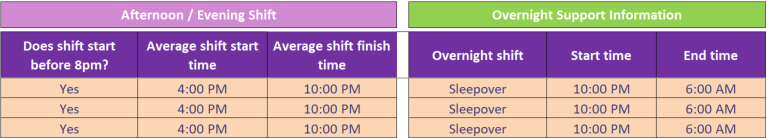 Afternoon / Evening Shift Overnight Support Information
Does shift start before 8pm? Average shift start time Average shift finish time Overnight shift Start time End time
Yes 4:00 PM 10:00 PM Sleepover 10:00 PM 6:00 AM
Yes 4:00 PM 10:00 PM Sleepover 10:00 PM 6:00 AM
Yes 4:00 PM 10:00 PM Sleepover 10:00 PM 6:00 AM